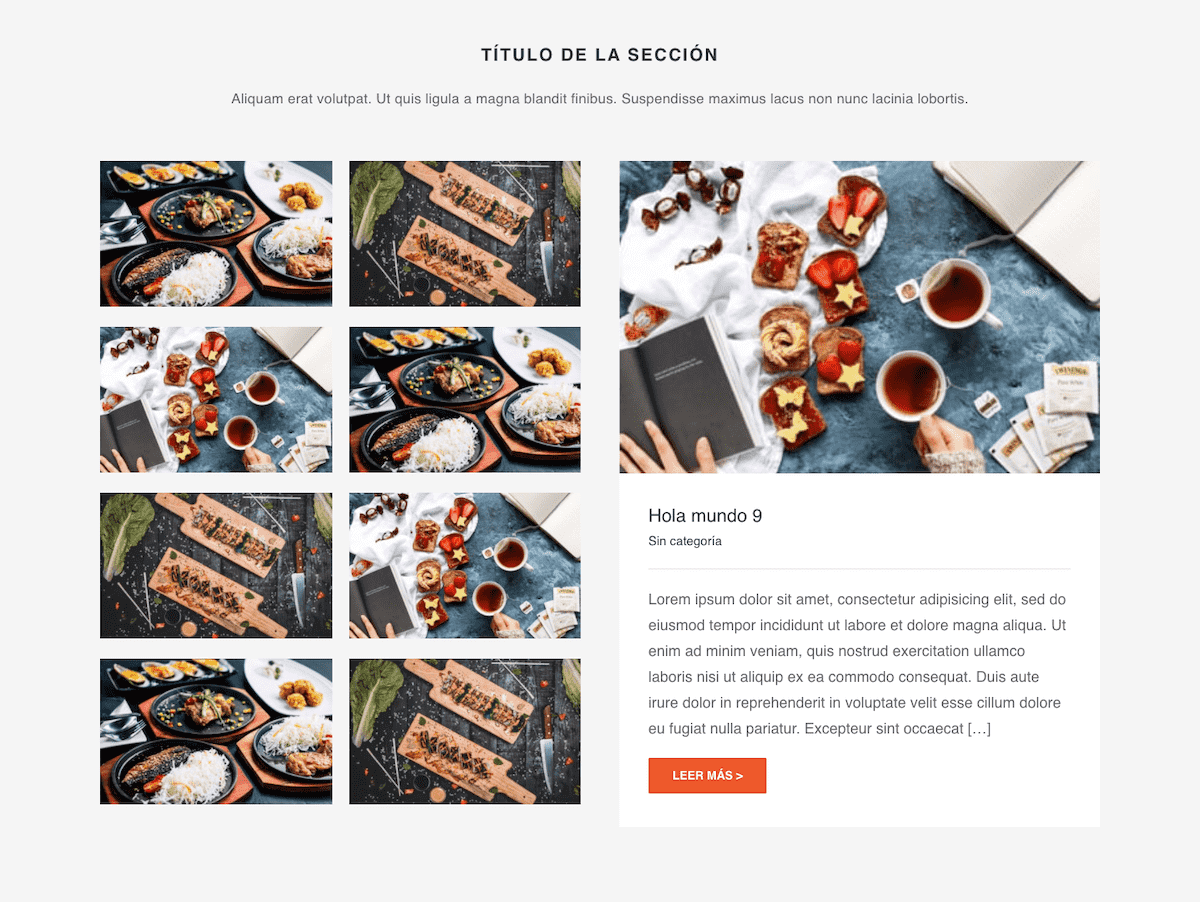 TÍTULO DE LA SECCIÓN
Aliquam erat volutpat. Ut quis ligula a magna blandit finibus. Suspendisse maximus lacus non nunc lacinia lobortis.
Hola mundo 9
Sin categoría
Lorem ipsum dolor sit amet, consectetur adipisicing elit, sed do
eiusmod tempor incididunt ut labore et dolore magna aliqua. Ut
enim ad minim veniam, quis nostrud exercitation ullamco
laboris nisi ut aliquip ex ea commodo consequat. Duis aute
irure dolor in reprehenderit in voluptate velit esse cillum dolore
eu fugiat nulla pariatur. Excepteur sint occaecat […]
LEER MÁS >